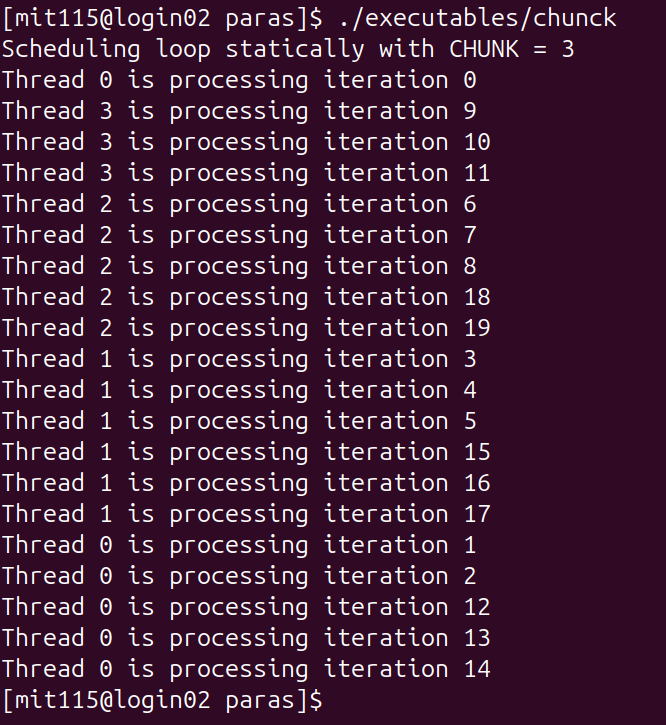 [mit115@login02 paras]$ ./executables/chunck
Scheduling loop statically with CHUNK = 3
Thread 0 is processing iteration 0
Thread 3 is processing iteration 9
Thread 3 is processing iteration 10
Thread 3 is processing iteration 11
Thread 2 is processing iteration 6
Thread 2 is processing iteration 7
Thread 2 is processing iteration 8
Thread 2 is processing iteration 18
Thread 2 is processing iteration 19
Thread 1 is processing iteration 3
Thread 1 is processing iteration 4
Thread 1 is processing iteration 5
Thread 1 is processing iteration 15
Thread 1 is processing iteration 16
Thread 1 is processing iteration 17
Thread 0 is processing iteration 1
Thread 0 is processing iteration 2
Thread 0 is processing iteration 12
Thread 0 is processing iteration 13
Thread 0 is processing iteration 14
[mit115@login02 paras]$